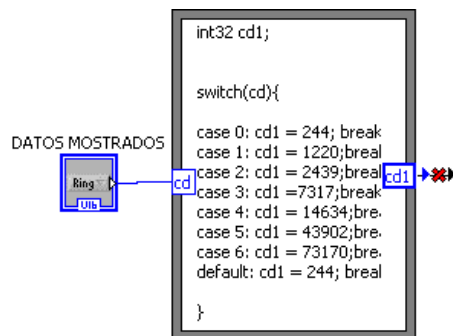 int32 cd1;
switch(cd){
DATOS MOSTRADOS
Ring
U16
cd
case 0: cd1 = 244; break
case 1: cd1 = 1220;breal
case 2: cd1 = 2439;breal
case 3: cd1 =7317;break
case 4: cd1 = 14634;bre
case 5: cd1 = 43902;bre
case 6: cd1 = 73170;bre
default: cd1 = 244; breal
}
cd1